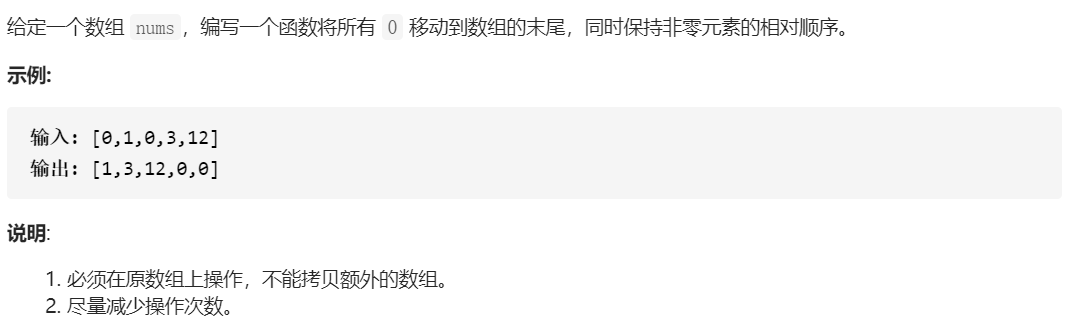 给定一个数组 nums，编写一个函数将所有 0 移动到数组的末尾，同时保持非零元素的相对顺序。
示例:
输入: [0,1,0,3,12]
输出: [1,3,12,0,0]
说明:
1. 必须在原数组上操作，不能拷贝额外的数组。
2. 尽量减少操作次数。